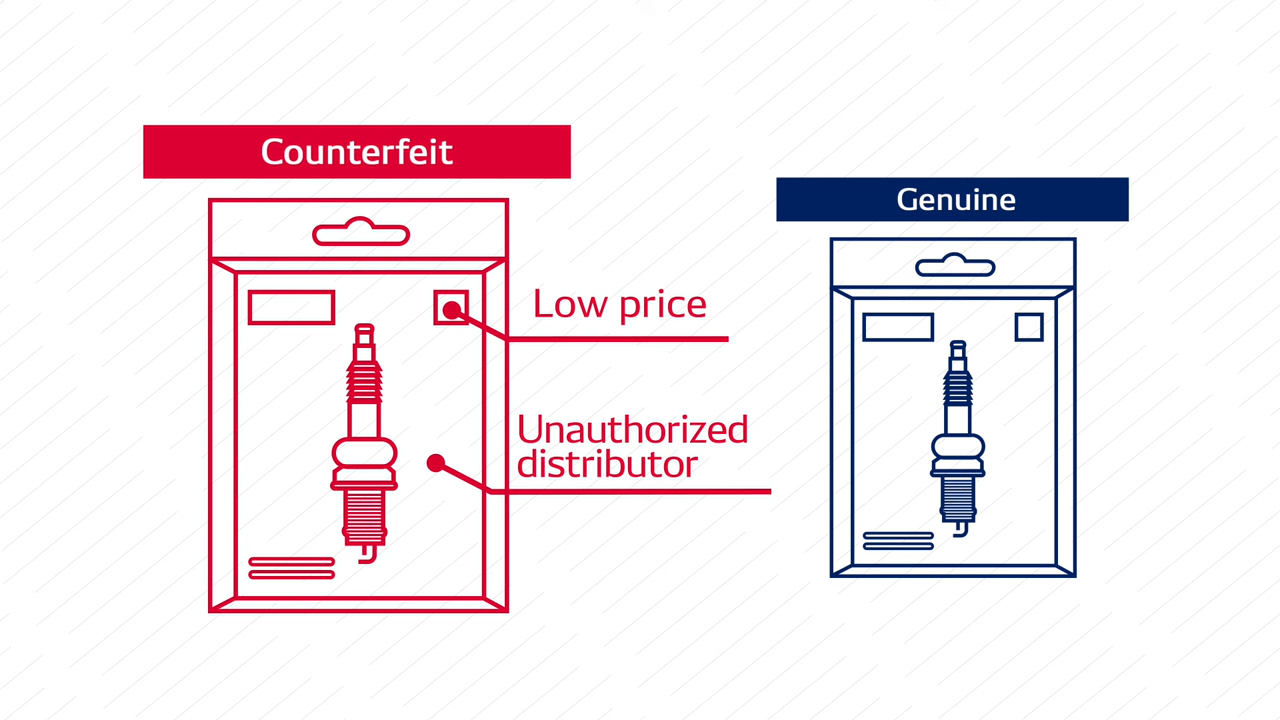 Counterfeit
Genuine
Low price
Unauthorized
distributor